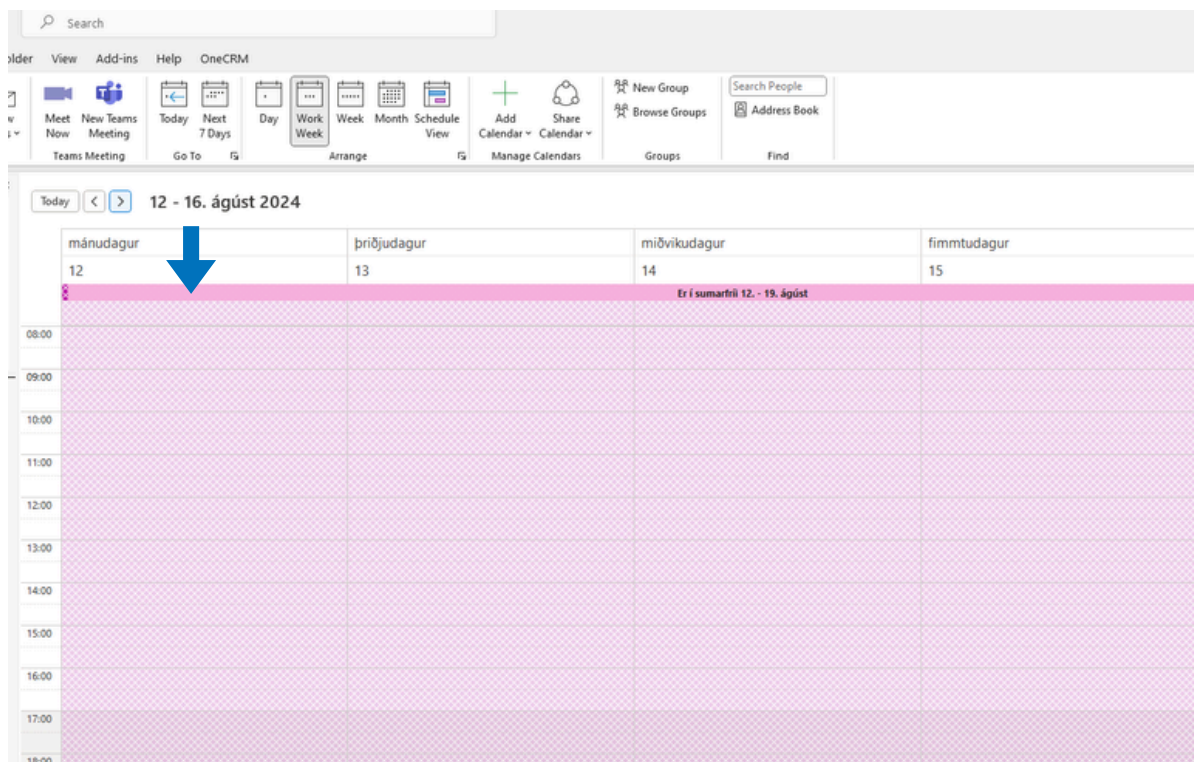 Search
View Add-ins Help OneCRM
Meet Now
New Teams Meeting
Today
Next 7 Days
Day
Work Week
Week
Month
Schedule View
Add Calendar
Share Calendar
New Group
Browse Groups
Search People
Address Book
Teams Meeting
Go To
Arrange
Manage Calendars
Groups
Find
Today
12 - 16. ágúst 2024
mánudagur þriðjudagur miðvikudagur fimmtudagur
12 13 14 15
Er í sumarfríi 12. - 19. ágúst
08:00
09:00
10:00
11:00
12:00
13:00
14:00
15:00
16:00
17:00
18:00